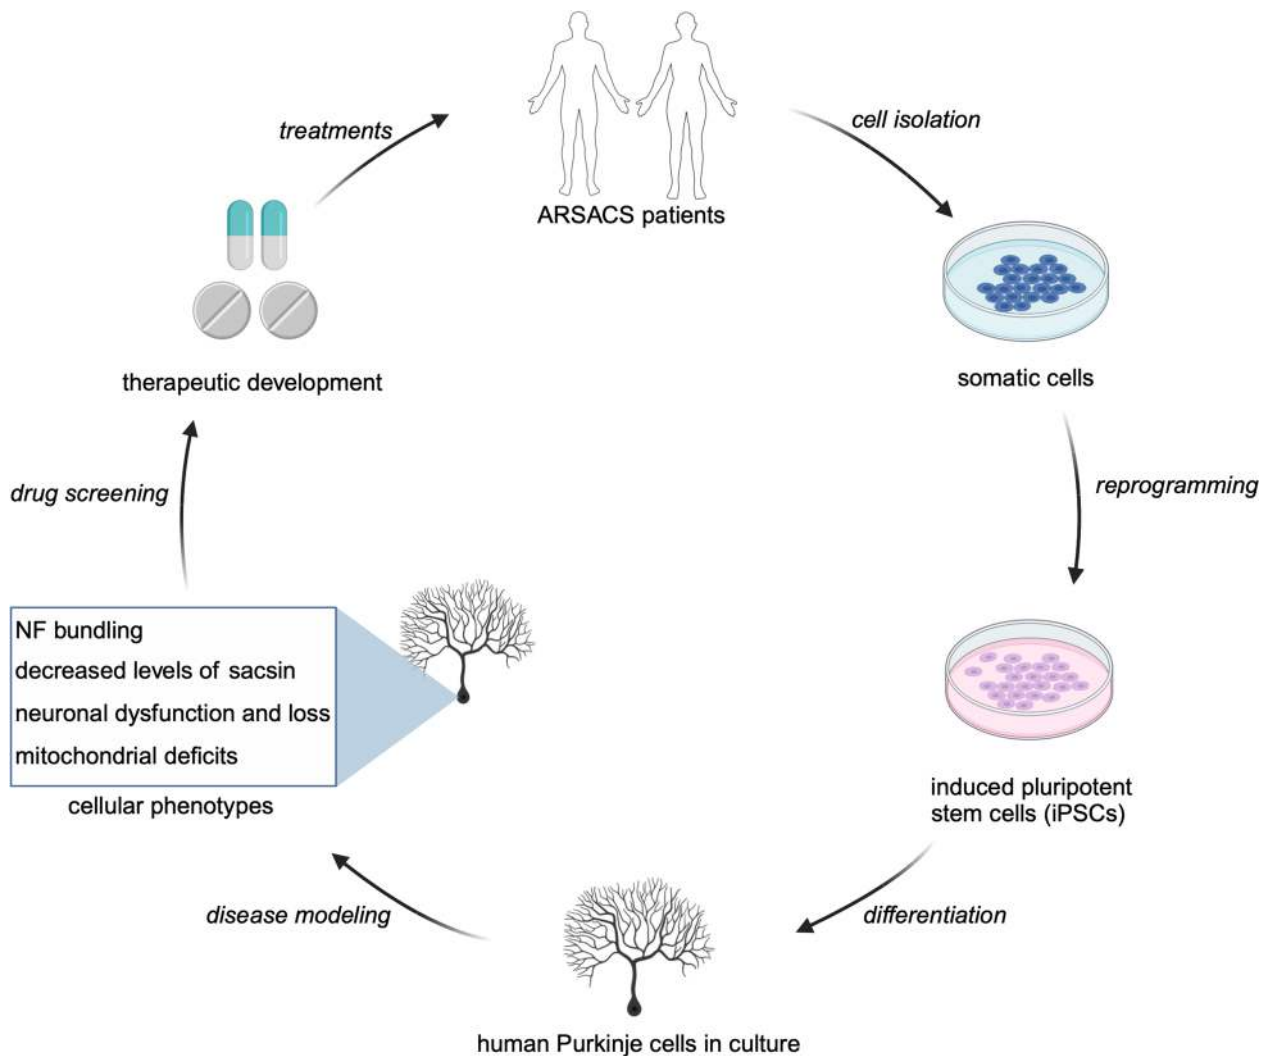 treatments
ARSACS patients
cell isolation
somatic cells
reprogramming
induced pluripotent
stem cells (iPSCs)
differentiation
human Purkinje cells in culture
disease modeling
NF bundling
decreased levels of sacsin
neuronal dysfunction and loss
mitochondrial deficits
cellular phenotypes
drug screening
therapeutic development